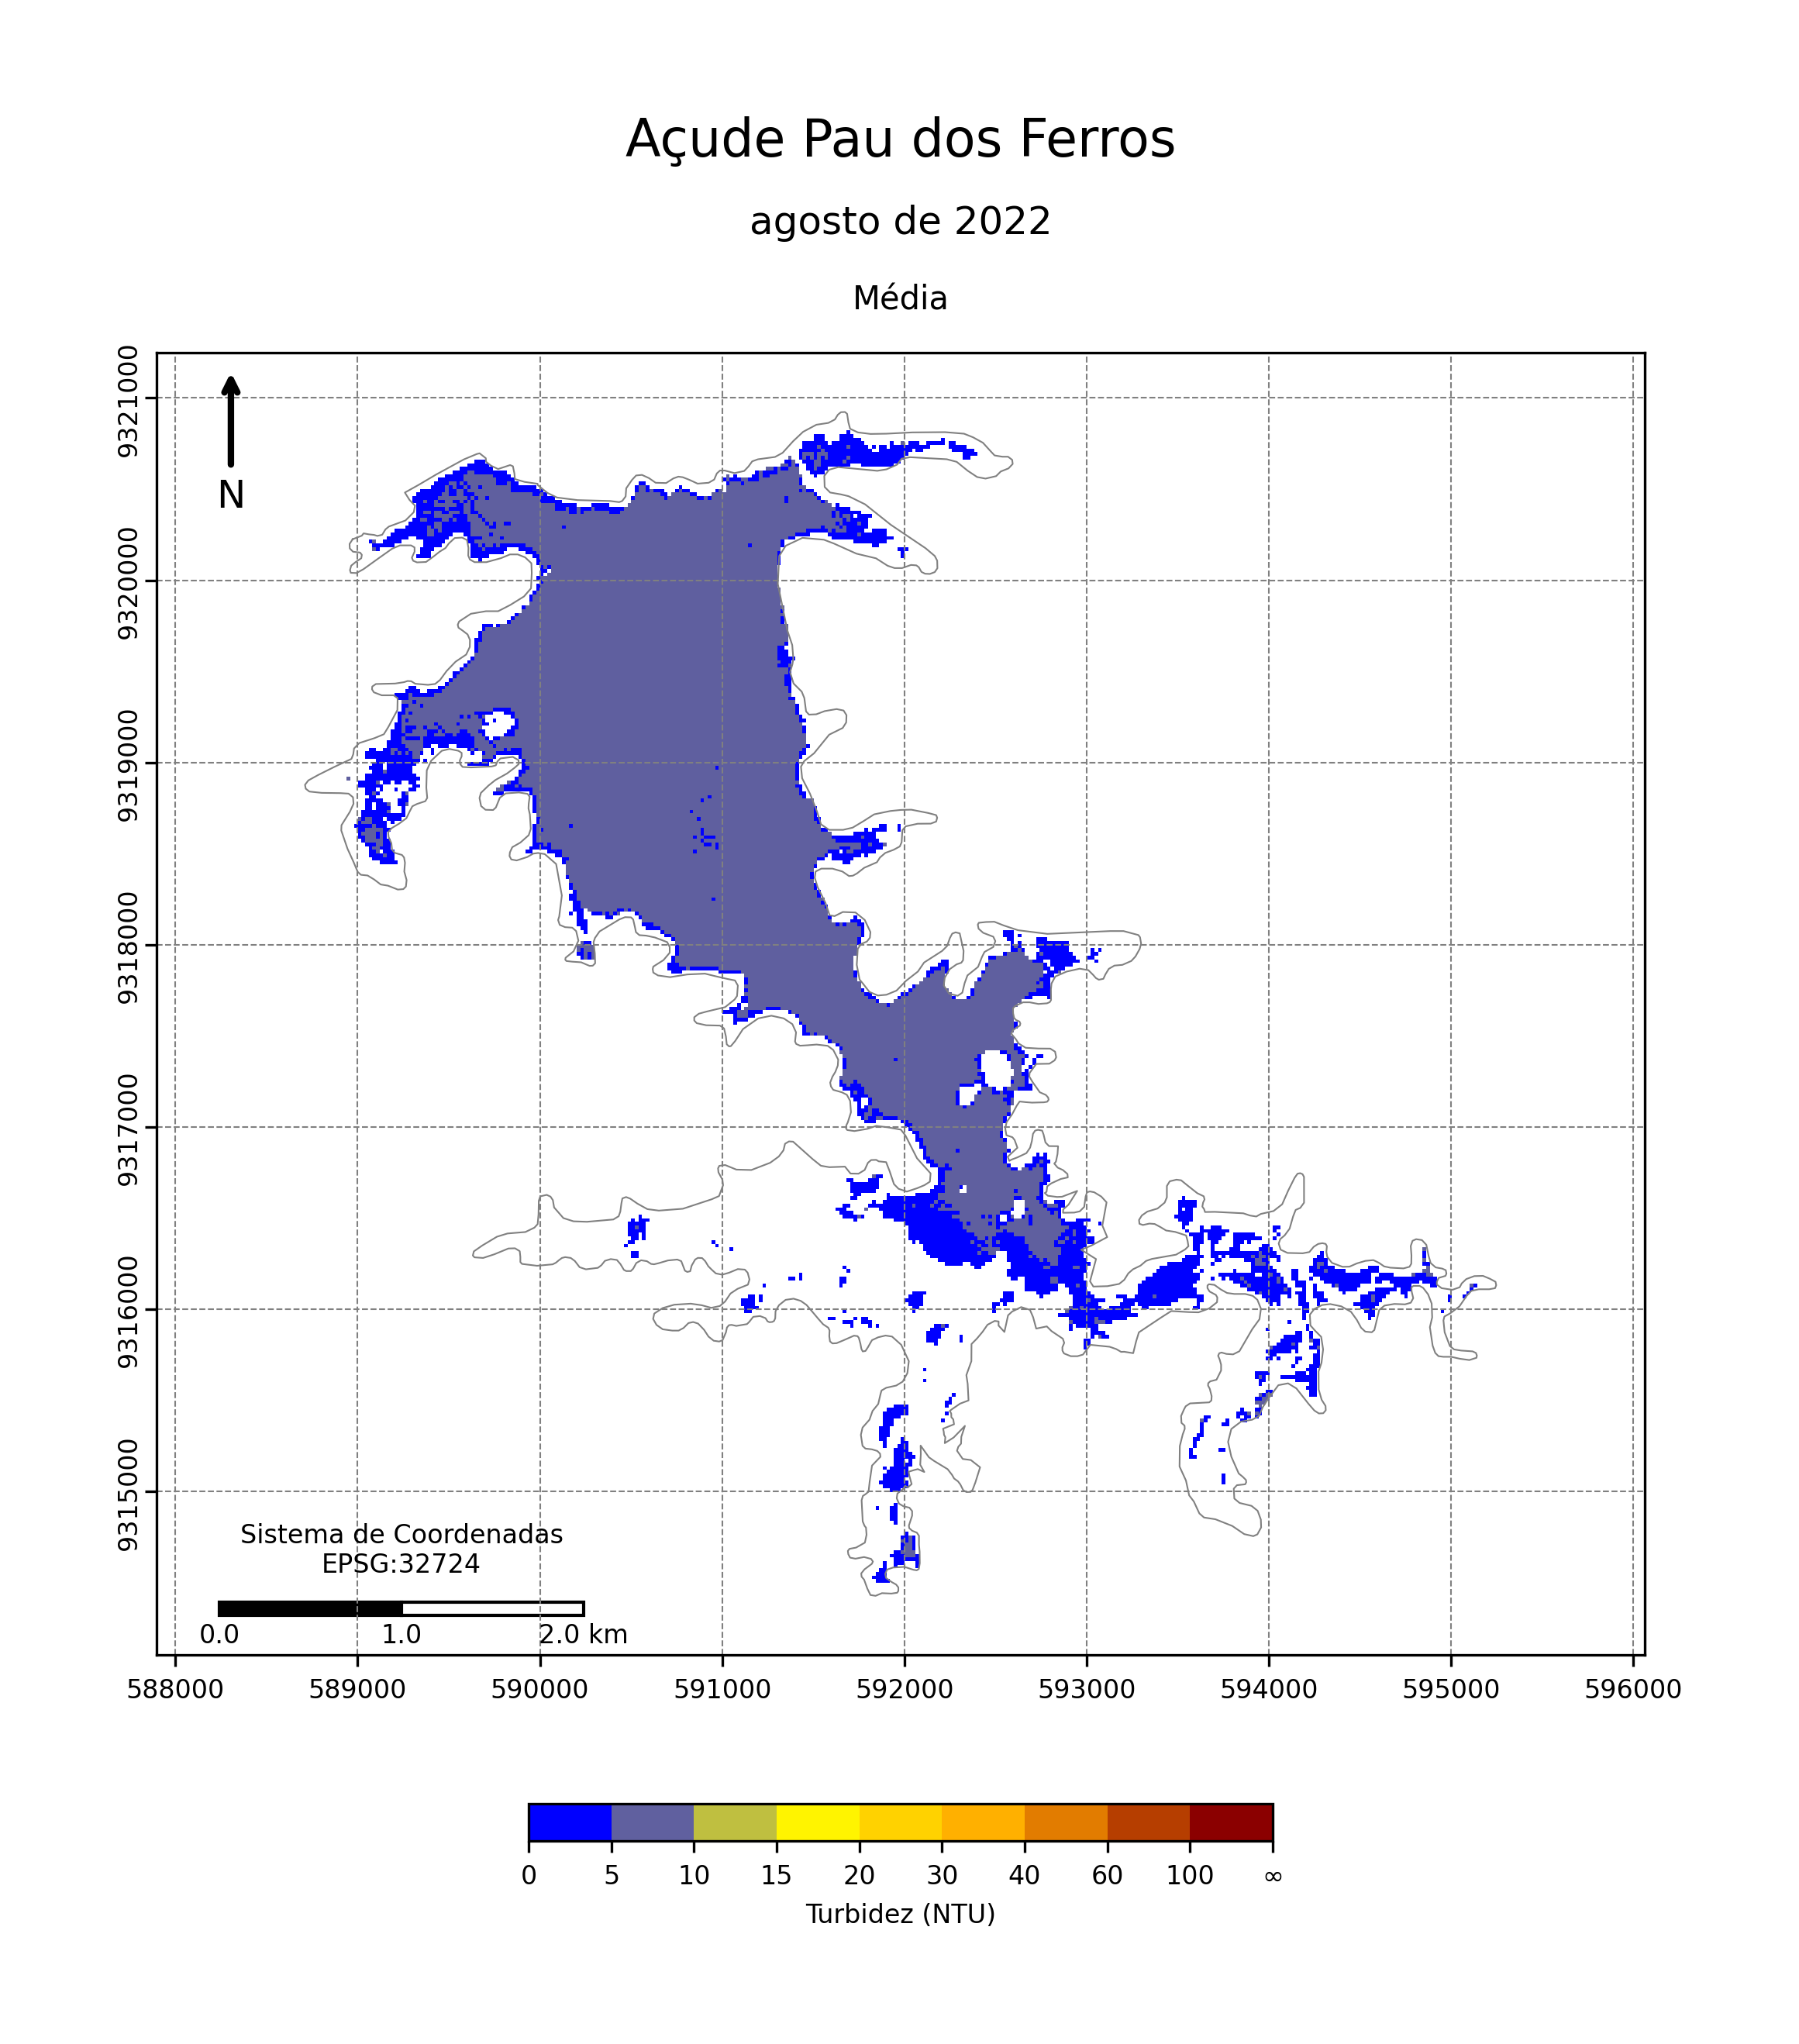 Açude Pau dos Ferros
agosto de 2022
Média
9321000
9320000
9319000
9318000
9317000
9316000
9315000
N
Sistema de Coordenadas
EPSG:32724
0.0 1.0 2.0 km
588000 589000 590000 591000 592000 593000 594000 595000 596000
0 5 10 15 20 30 40 60 100 ∞
Turbidez (NTU)